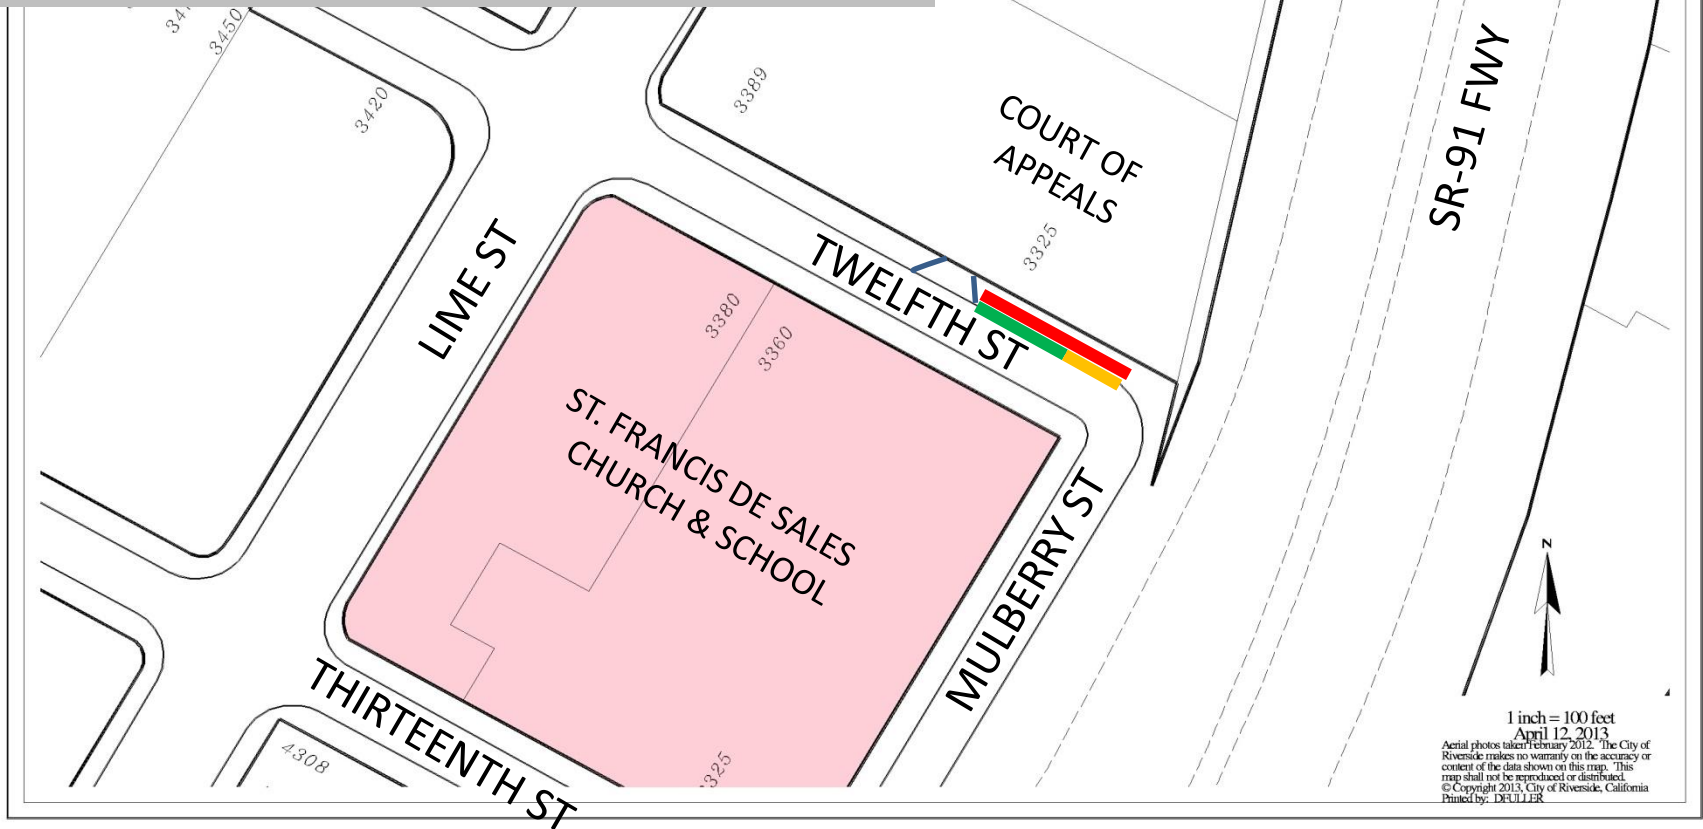 3450
3420
3389
COURT OF
APPEALS
SR-91 FWY
3325
LIME ST
TWELFTH ST
3380
3360
ST. FRANCIS DE SALES
CHURCH & SCHOOL
MULBERRY ST
THIRTEENTH ST
4308
N
1 inch = 100 feet
April 12, 2013
Aerial photos taken February 2012. The City of
Riverside makes no warranty on the accuracy or
content of the data shown on this map. This
map shall not be reproduced or distributed.
© Copyright 2013, City of Riverside, California
Printed by: DFULLER